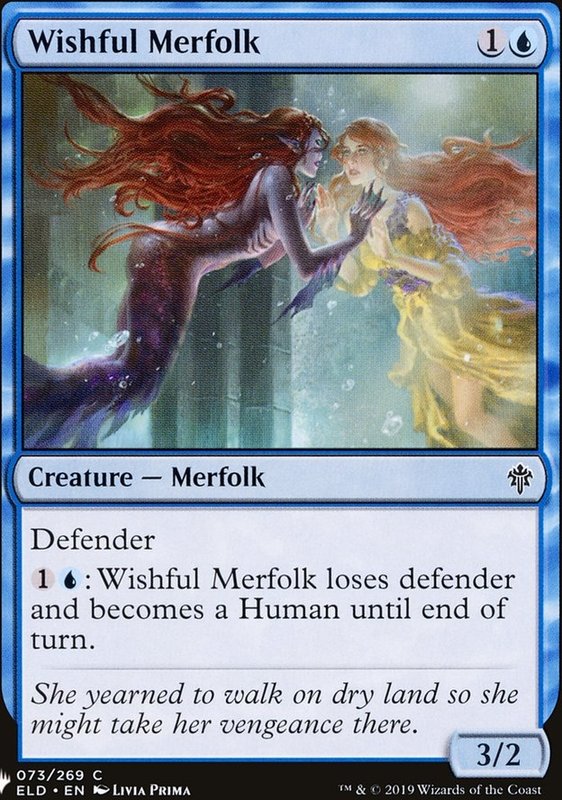 Wishful Merfolk 1
Creature — Merfolk
Defender
1 : Wishful Merfolk loses defender
and becomes a Human until end of
turn.
She yearned to walk on dry land so she
might take her vengeance there.
3/2
073/269 C
ELD • EN Livia Prima
™ & © 2019 Wizards of the Coast